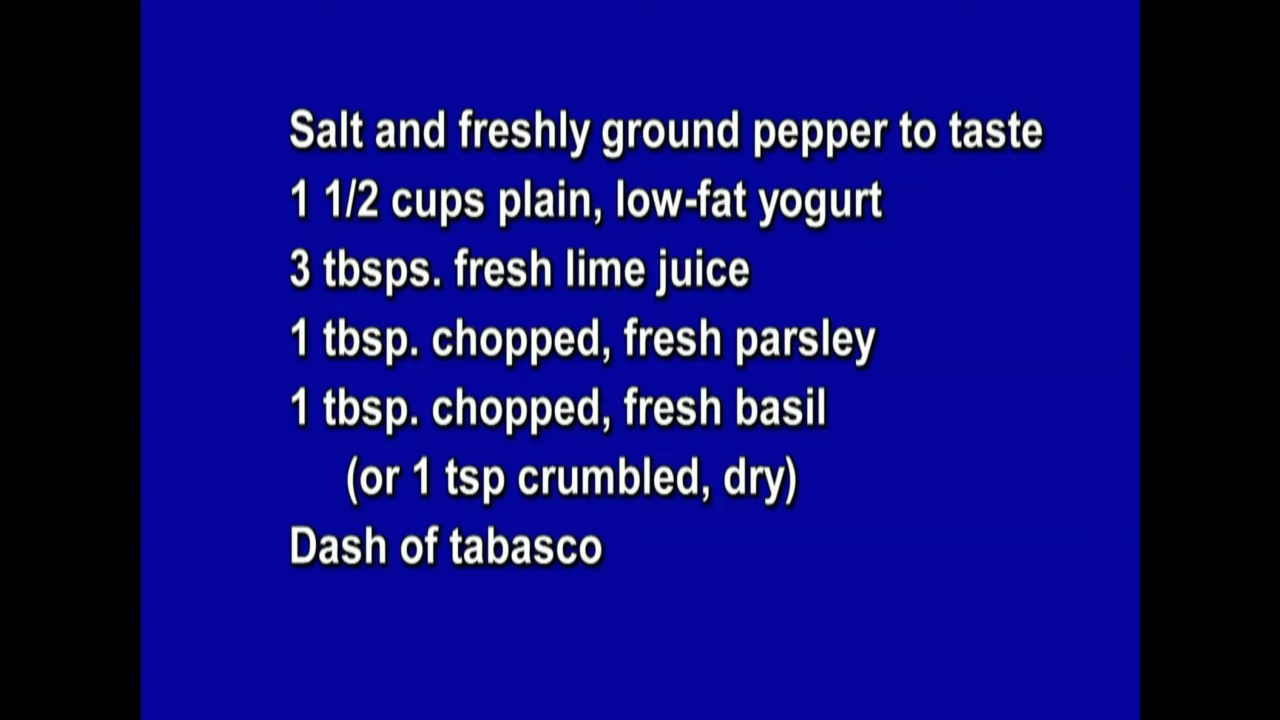 Salt and freshly ground pepper to taste
1 1/2 cups plain, low-fat yogurt
3 tbsps. fresh lime juice
1 tbsp. chopped, fresh parsley
1 tbsp. chopped, fresh basil
(or 1 tsp crumbled, dry)
Dash of tabasco